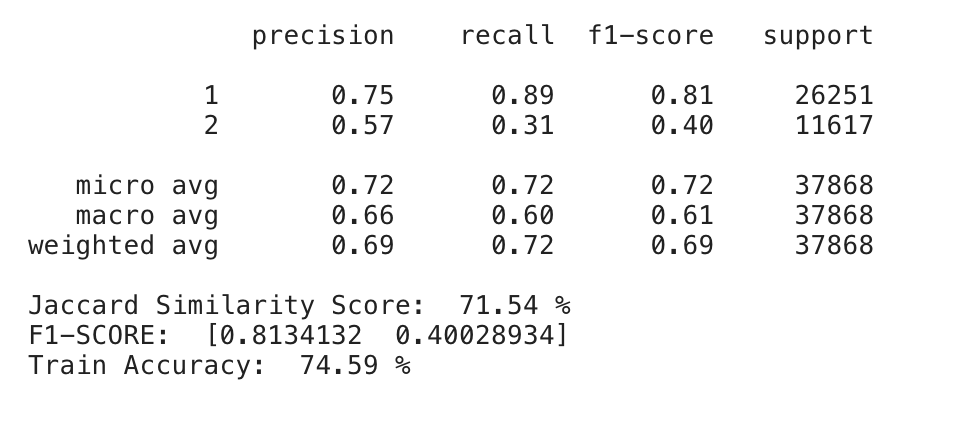 precision recall f1-score support
1 0.75 0.89 0.81 26251
2 0.57 0.31 0.40 11617
micro avg 0.72 0.72 0.72 37868
macro avg 0.66 0.60 0.61 37868
weighted avg 0.69 0.72 0.69 37868
Jaccard Similarity Score: 71.54 %
F1-SCORE: [0.8134132 0.40028934]
Train Accuracy: 74.59 %